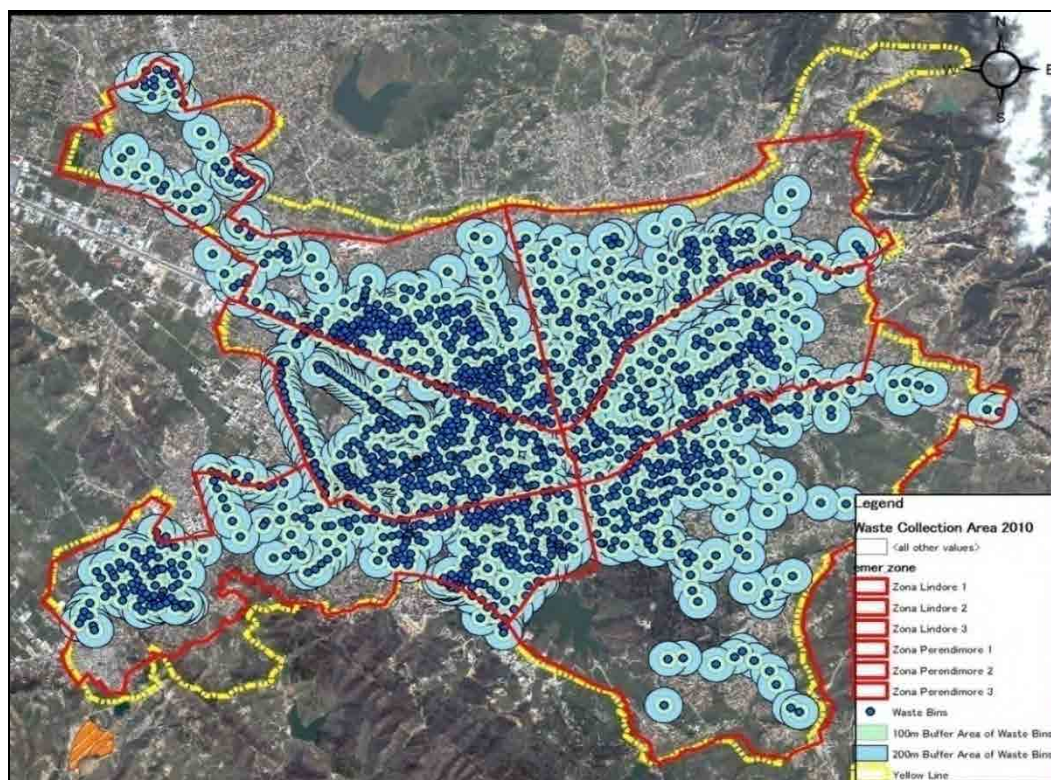 N
W
E
S
Legend
Waste Collection Area 2010
<all other values>
emer_zone
Zona Lindore 1
Zona Lindore 2
Zona Lindore 3
Zona Perendimore 1
Zona Perendimore 2
Zona Perendimore 3
Waste Bins
100m Buffer Area of Waste Bins
200m Buffer Area of Waste Bins
Yellow Line